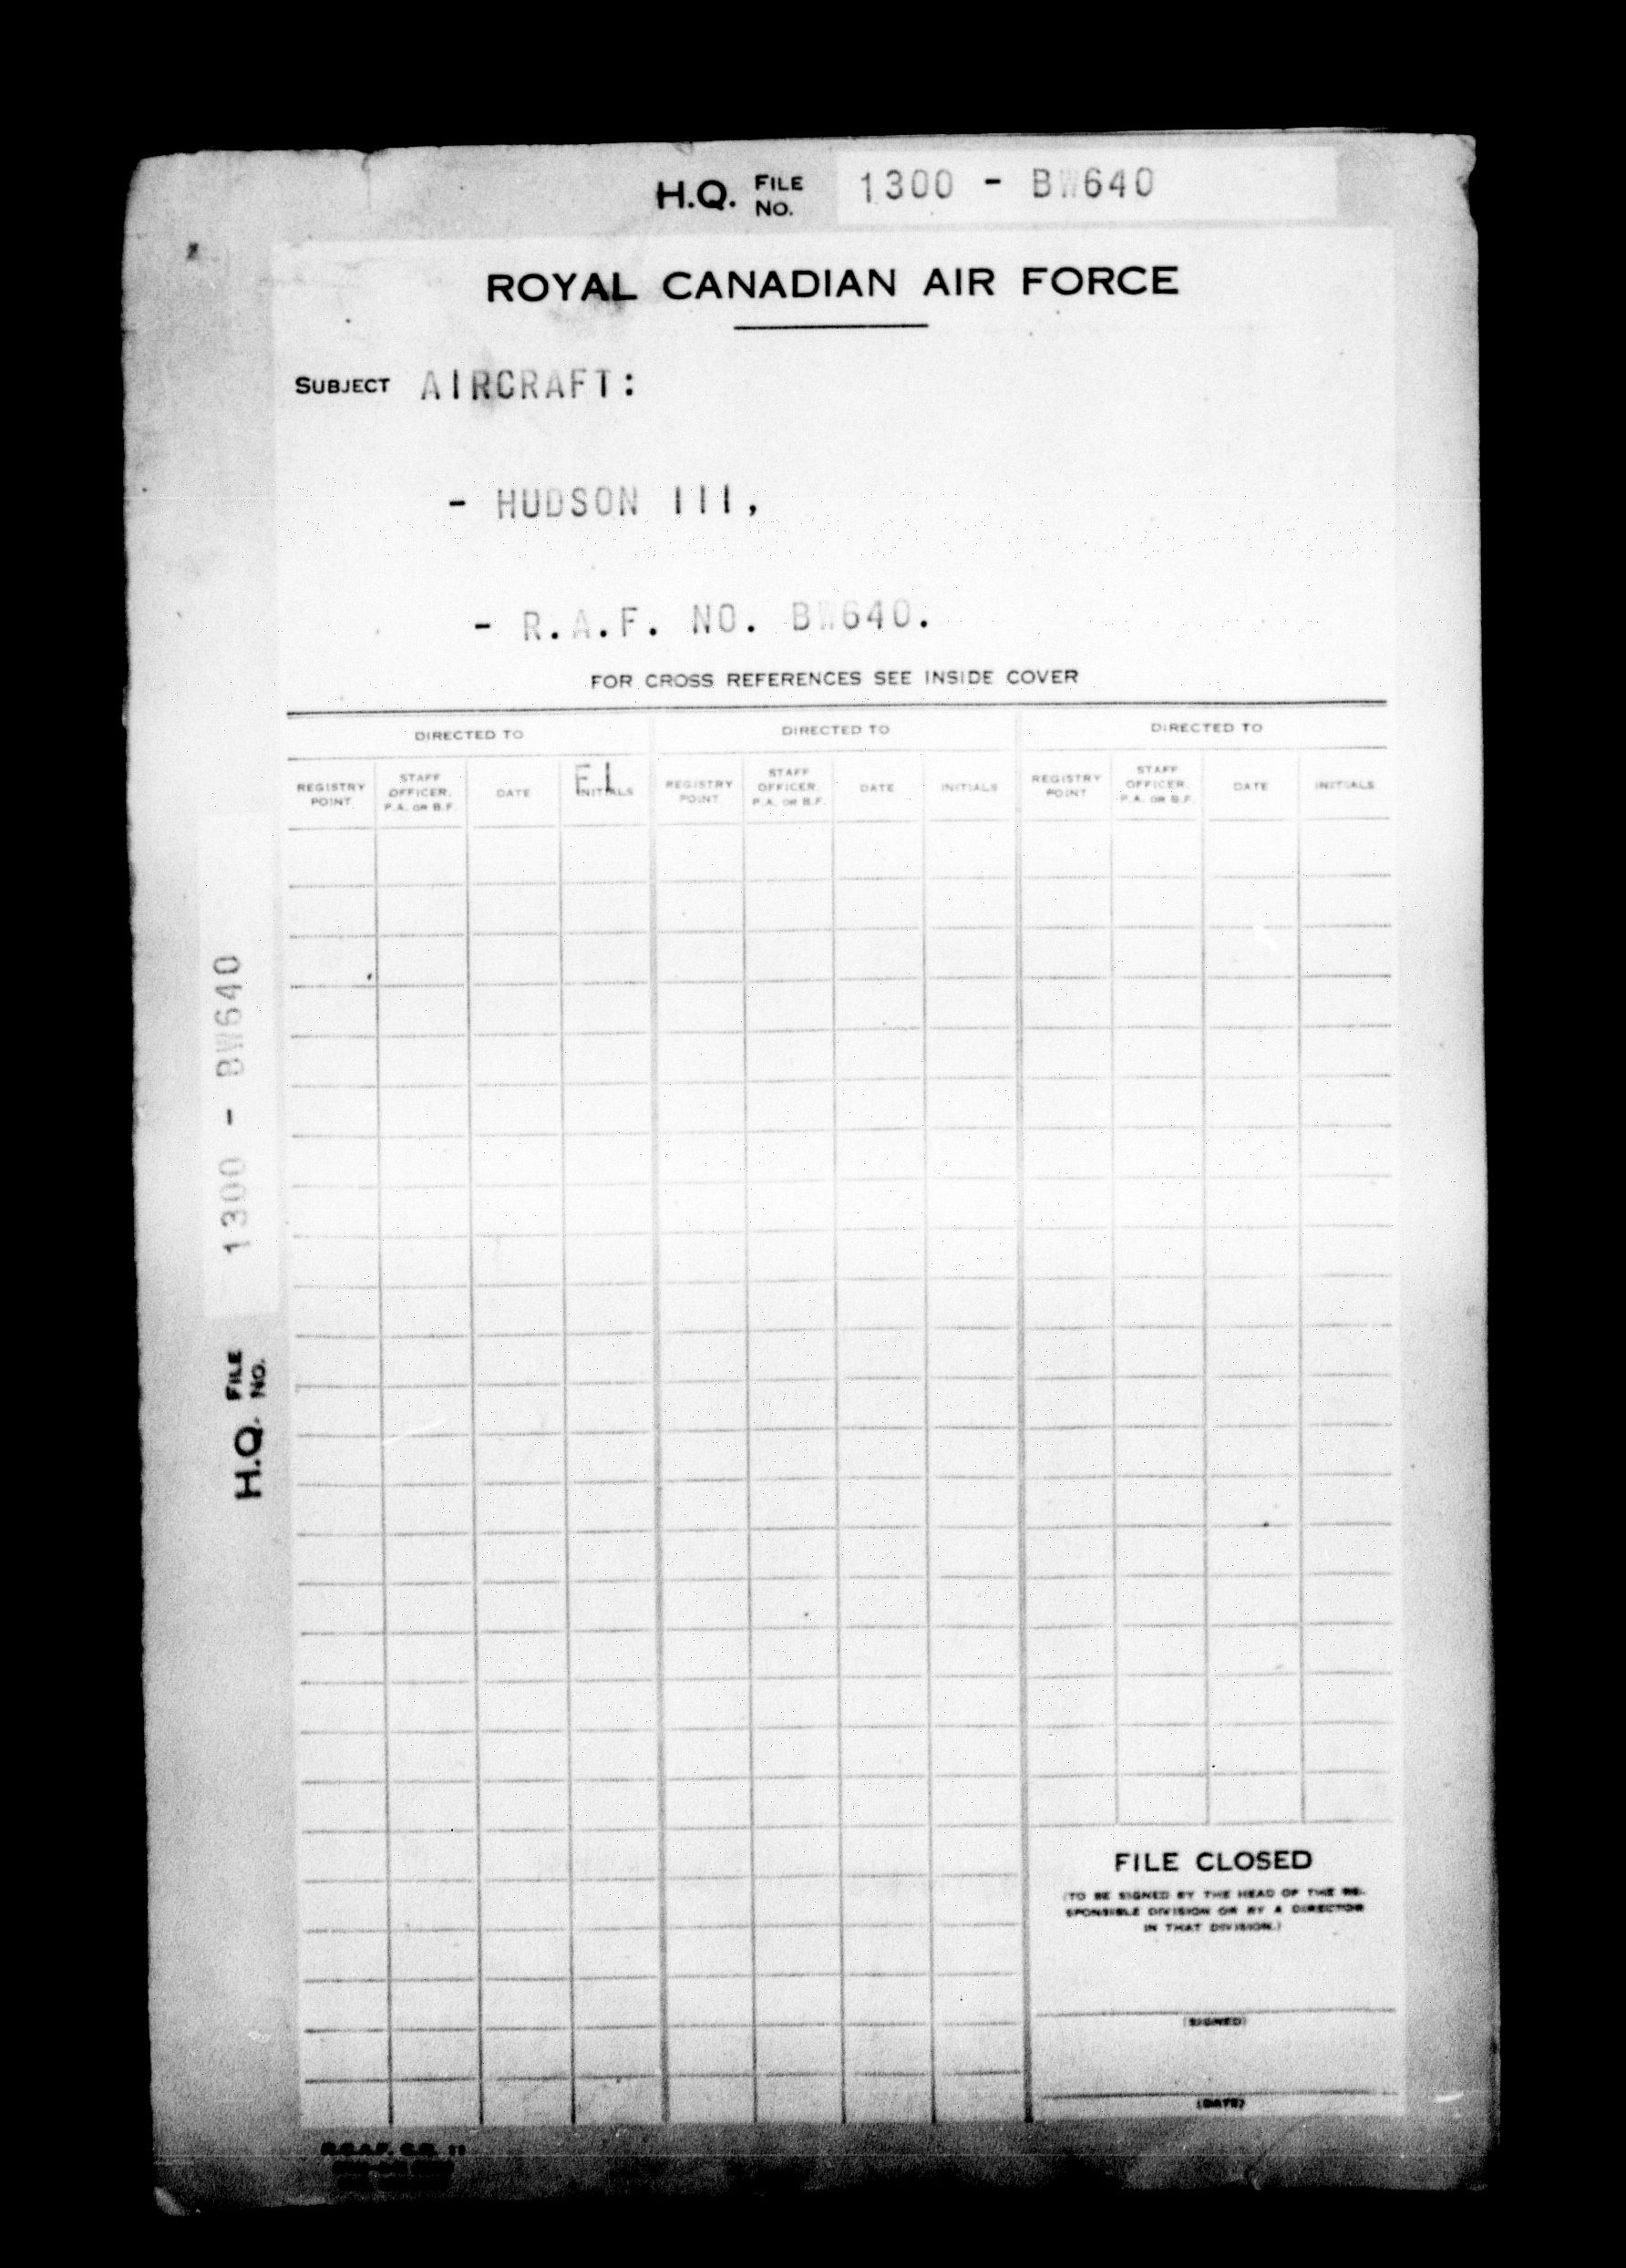 H.Q. FILE NO. 1300 - BW640
ROYAL CANADIAN AIR FORCE
SUBJECT AIRCRAFT:
- HUDSON III,
- R.A.F. NO. BW640.
FOR CROSS REFERENCES SEE INSIDE COVER
DIRECTED TO DIRECTED TO DIRECTED TO
REGISTRY POINT STAFF OFFICER. P.A. OR B.F. DATE INITIALS REGISTRY POINT STAFF OFFICER. P.A. OR B.F. DATE INITIALS REGISTRY POINT STAFF OFFICER. P.A. OR B.F. DATE INITIALS
H.Q. FILE NO. 1300 - BW640
FILE CLOSED
(TO BE SIGNED BY THE HEAD OF THE RE-
SPONSIBLE DIVISION OR BY A DIRECTOR
IN THAT DIVISION.)
(SIGNED)
(DATE)
R.C.A.F. G.R. 11